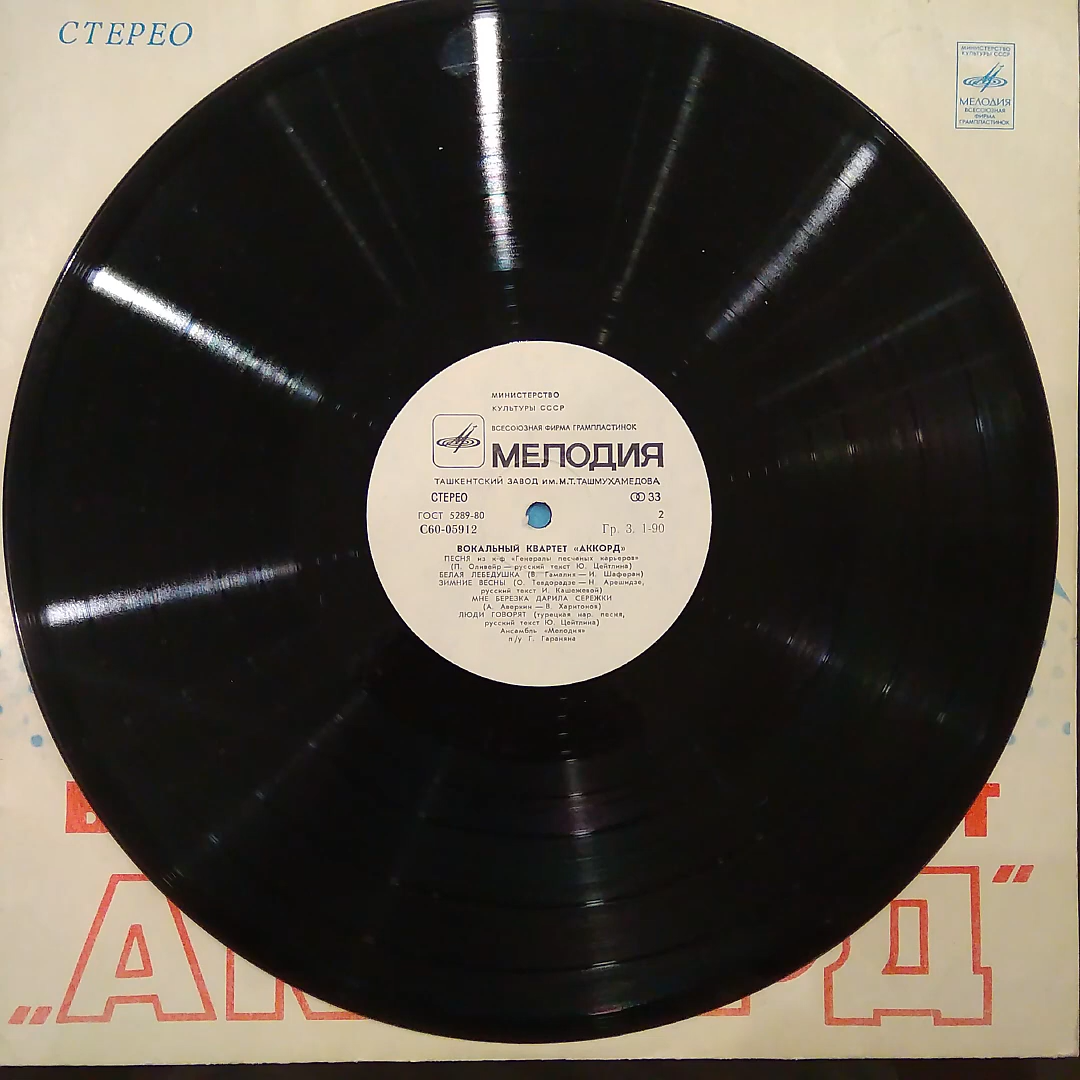 СТЕРЕО
МИНИСТЕРСТВО
КУЛЬТУРЫ СССР
МЕЛОДИЯ
ВСЕСОЮЗНАЯ
ФИРМА
ГРАМПЛАСТИНОК
МИНИСТЕРСТВО
КУЛЬТУРЫ СССР
ВСЕСОЮЗНАЯ ФИРМА ГРАМПЛАСТИНОК
МЕЛОДИЯ
ТАШКЕНТСКИЙ ЗАВОД им. М.Т. ТАШМУХАМЕДОВА
СТЕРЕО 33
ГОСТ 5289-80 2
С60-05912 Гр. 3. 1-90
ВОКАЛЬНЫЙ КВАРТЕТ «АККОРД»
ПЕСНЯ из к-ф «Генералы песчаных карьеров»
(П. Оливейр — русский текст Ю. Цейтлина)
БЕЛАЯ ЛЕБЕДУШКА (В. Гамалия — И. Шаферан)
ЗИМНИЕ ВЕСНЫ (О. Тевдорадзе — Н. Арешидзе,
русский текст И. Кашежевой)
МНЕ БЕРЕЗКА ДАРИЛА СЕРЕЖКИ
(А. Аверкин — В. Харитонов)
ЛЮДИ ГОВОРЯТ (турецкая нар. песня,
русский текст Ю. Цейтлина)
Ансамбль «Мелодия»
п/у Г. Гараняна